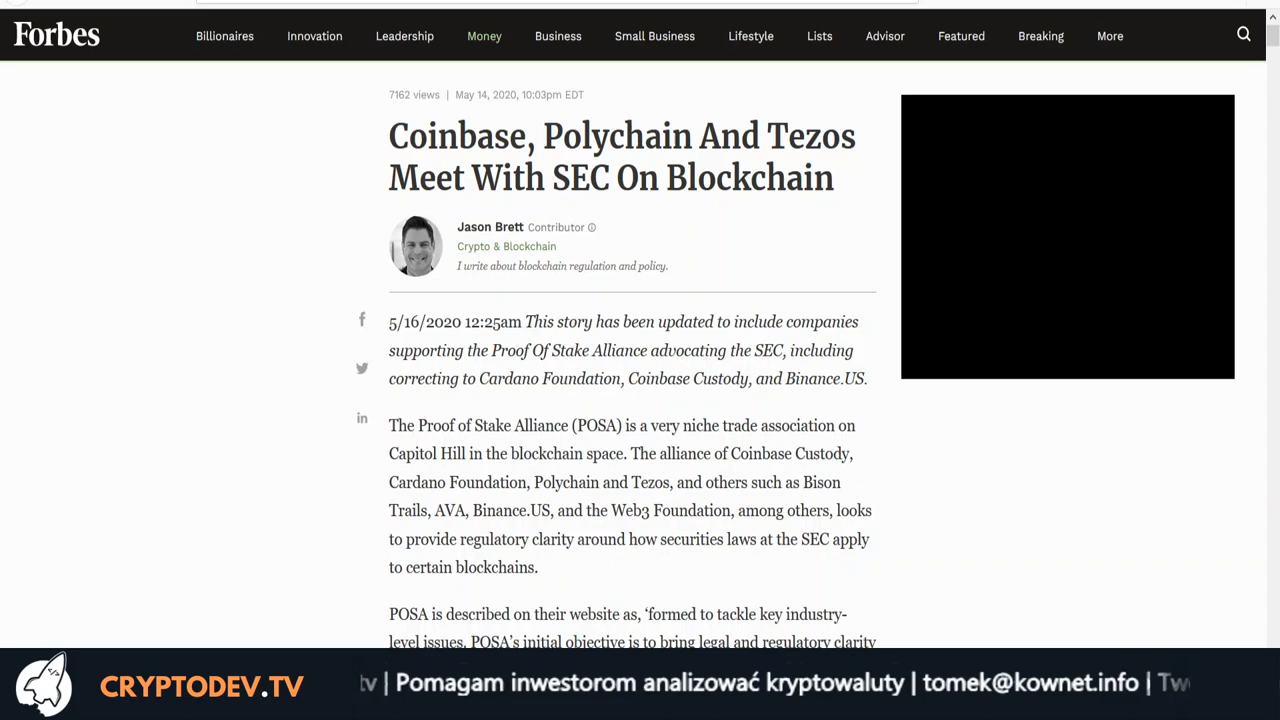 Forbes
Billionaires Innovation Leadership Money Business Small Business Lifestyle Lists Advisor Featured Breaking More
7162 views | May 14, 2020, 10:03pm EDT
Coinbase, Polychain And Tezos
Meet With SEC On Blockchain
Jason Brett Contributor
Crypto & Blockchain
I write about blockchain regulation and policy.
5/16/2020 12:25am This story has been updated to include companies
supporting the Proof Of Stake Alliance advocating the SEC, including
correcting to Cardano Foundation, Coinbase Custody, and Binance.US.
The Proof of Stake Alliance (POSA) is a very niche trade association on
Capitol Hill in the blockchain space. The alliance of Coinbase Custody,
Cardano Foundation, Polychain and Tezos, and others such as Bison
Trails, AVA, Binance.US, and the Web3 Foundation, among others, looks
to provide regulatory clarity around how securities laws at the SEC apply
to certain blockchains.
POSA is described on their website as, ‘formed to tackle key industry-
level issues. POSA’s initial objective is to bring legal and regulatory clarity
CRYPTODEV.TV
tv | Pomagam inwestorom analizować kryptowaluty | tomek@kownet.info | Tw